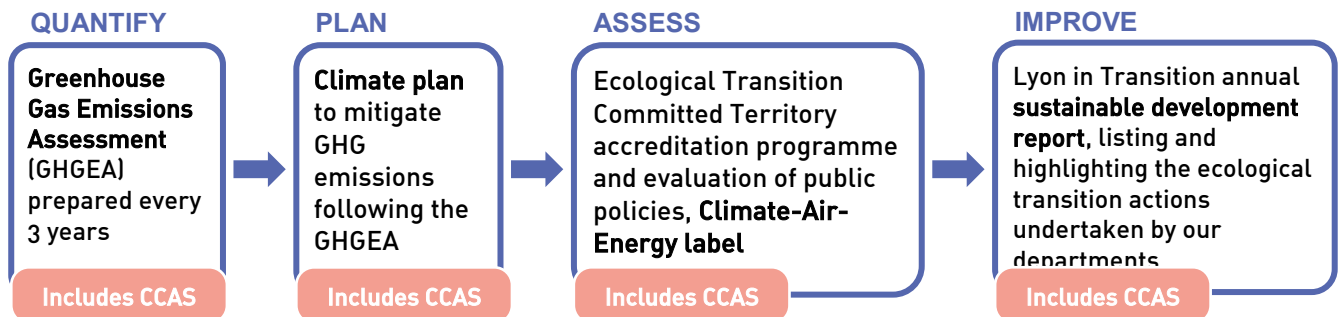 QUANTIFY
Greenhouse
Gas Emissions
Assessment
(GHGEA)
prepared every
3 years
Includes CCAS
PLAN
Climate plan
to mitigate
GHG
emissions
following the
GHGEA
Includes CCAS
ASSESS
Ecological Transition
Committed Territory
accreditation programme
and evaluation of public
policies, Climate-Air-
Energy label
Includes CCAS
IMPROVE
Lyon in Transition annual
sustainable development
report, listing and
highlighting the ecological
transition actions
undertaken by our
departments
Includes CCAS